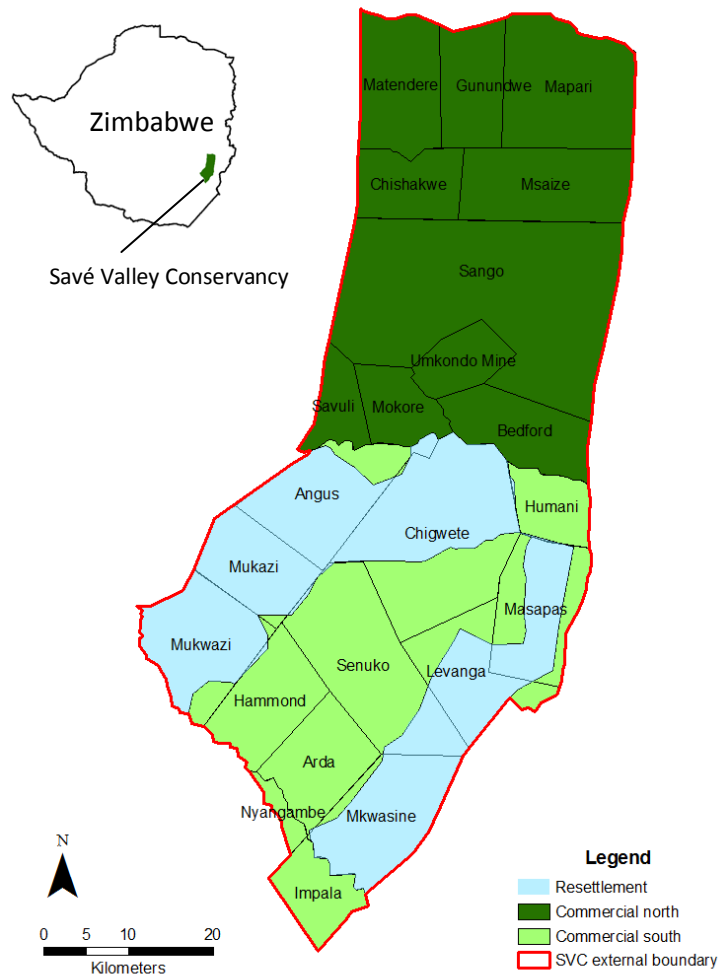 Zimbabwe
Savé Valley Conservancy
Matendere
Gunundwe
Mapari
Chishakwe
Msaize
Sango
Umkondo Mine
Savuli
Mokore
Bedford
Angus
Humani
Chigwete
Mukazi
Masapas
Mukwazi
Senuko
Levanga
Hammond
Arda
Nyangambe
Mkwasine
Impala
N
0 5 10 20
Kilometers
Legend
Resettlement
Commercial north
Commercial south
SVC external boundary